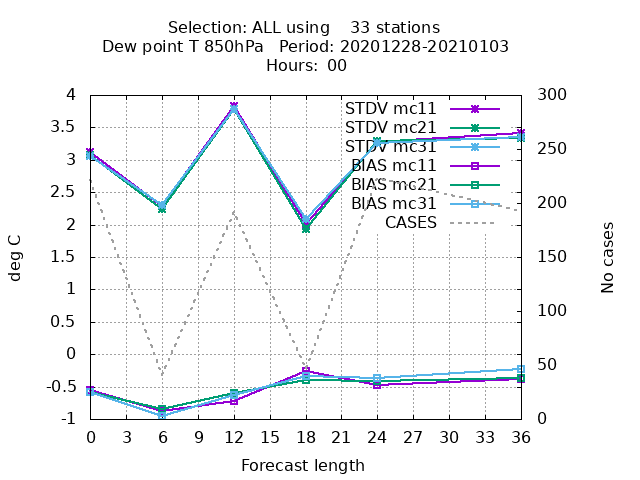 Selection: ALL using 33 stations
Dew point T 850hPa Period: 20201228-20210103
Hours: 00
4
3.5
3
2.5
2
1.5
1
0.5
0
-0.5
-1
deg C
STDV mc11
STDV mc21
STDV mc31
BIAS mc11
BIAS mc21
BIAS mc31
CASES
300
250
200
150
100
50
0
No cases
0 3 6 9 12 15 18 21 24 27 30 33 36
Forecast length